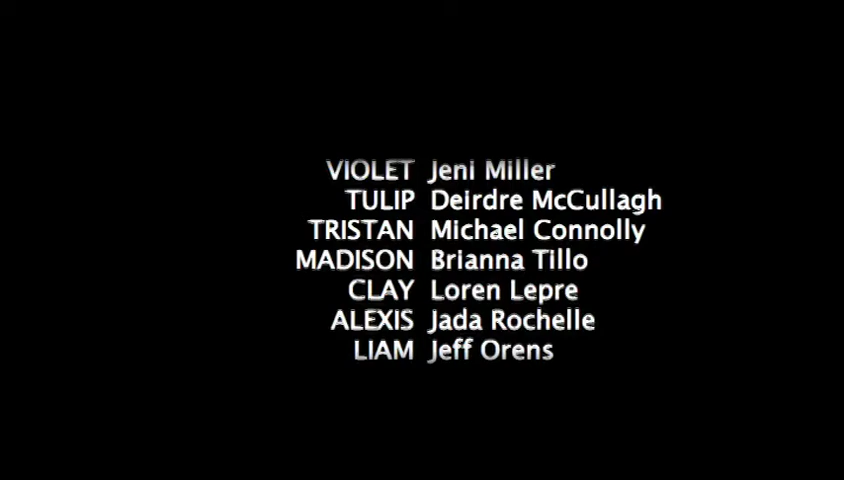 VIOLET Jeni Miller
TULIP Deirdre McCullagh
TRISTAN Michael Connolly
MADISON Brianna Tillo
CLAY Loren Lepre
ALEXIS Jada Rochelle
LIAM Jeff Orens